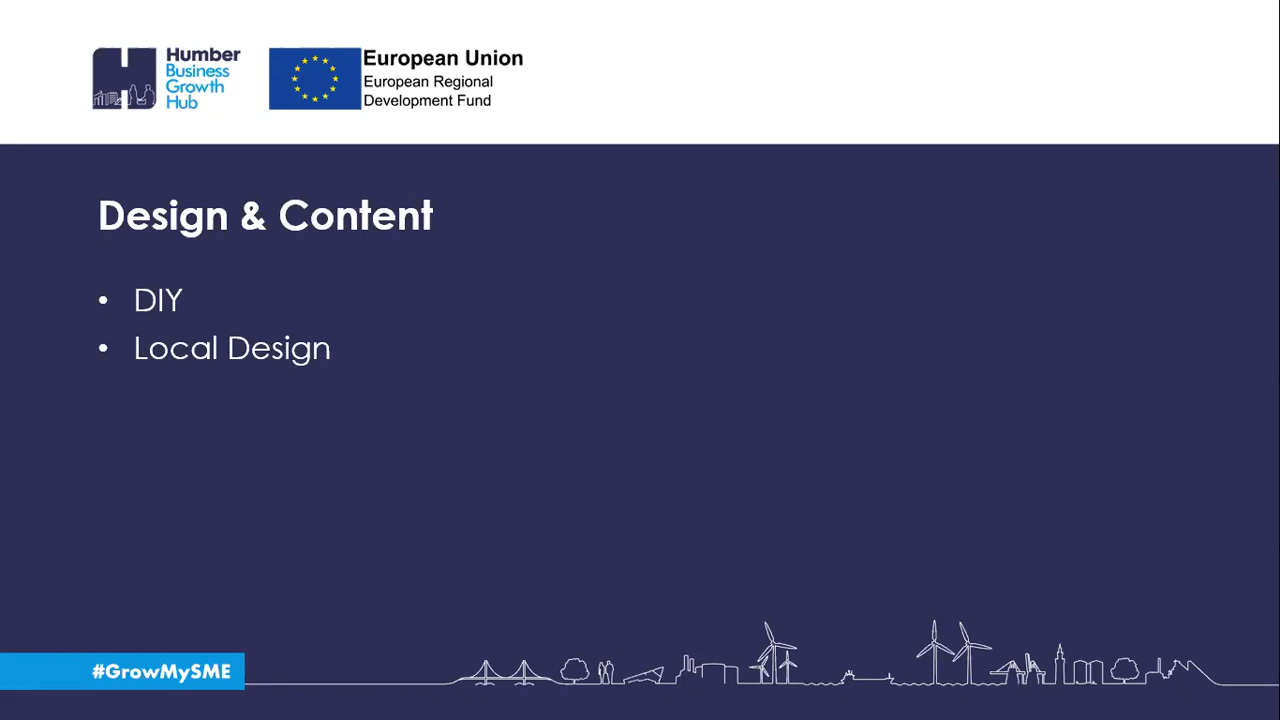 Humber
Business
Growth
Hub
European Union
European Regional
Development Fund
Design & Content
• DIY
• Local Design
#GrowMySME